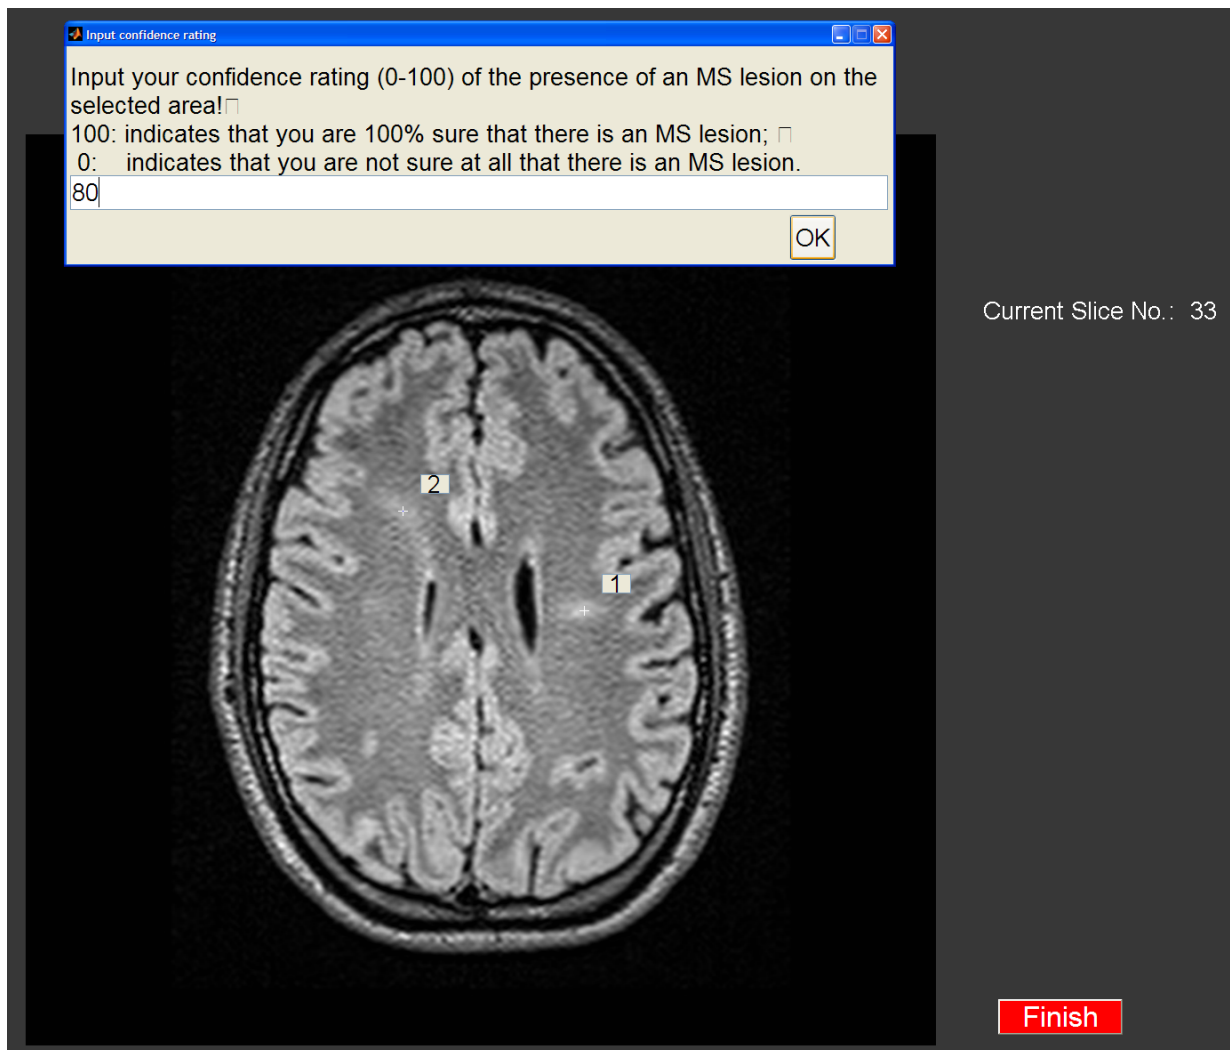 Input confidence rating
Input your confidence rating (0-100) of the presence of an MS lesion on the
selected area!
100: indicates that you are 100% sure that there is an MS lesion;
0: indicates that you are not sure at all that there is an MS lesion.
80
OK
Current Slice No.: 33
2
1
Finish